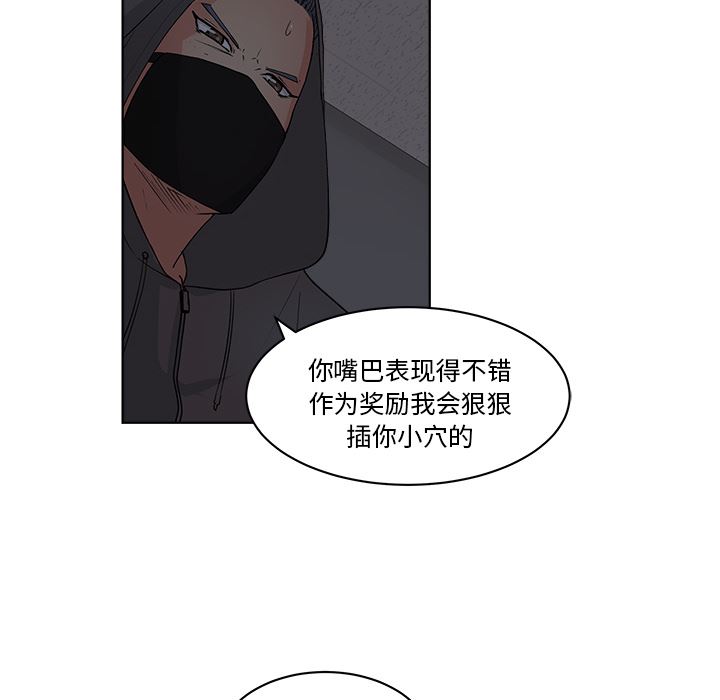 你嘴巴表现得不错
作为奖励我会狠狠
插你小穴的